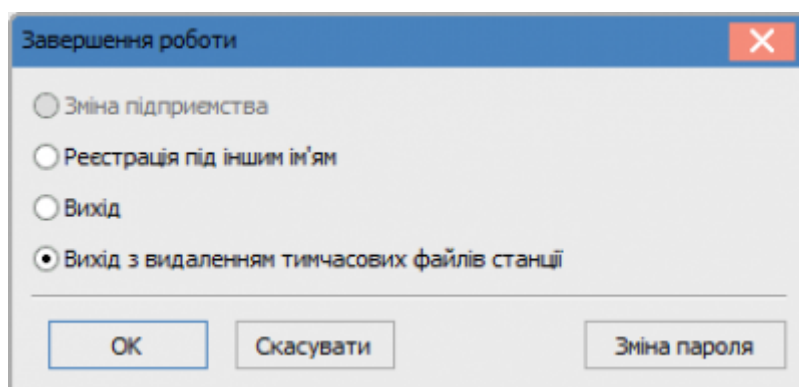 Завершення роботи
Зміна підприємства
Реєстрація під іншим ім'ям
Вихід
Вихід з видаленням тимчасових файлів станції
ОК
Скасувати
Зміна пароля